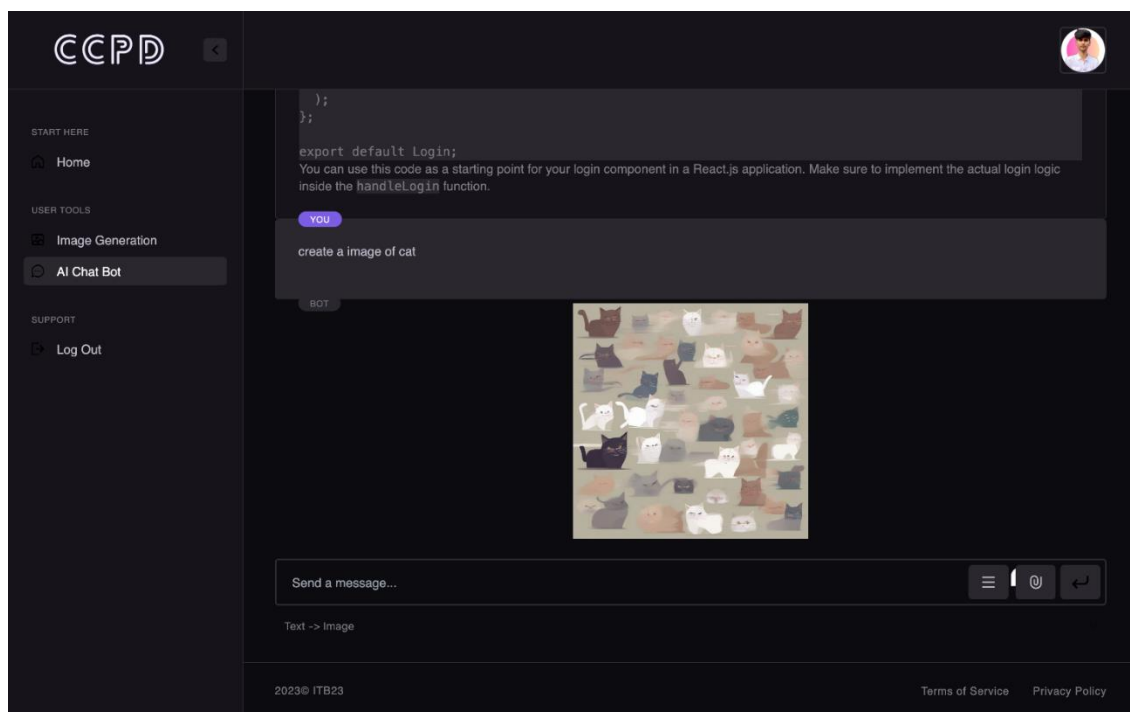 CCPD
START HERE
Home
USER TOOLS
Image Generation
AI Chat Bot
SUPPORT
Log Out
);
};
export default Login;
You can use this code as a starting point for your login component in a React.js application. Make sure to implement the actual login logic
inside the handleLogin function.
YOU
create a image of cat
BOT
Send a message...
Text -> Image
2023© ITB23
Terms of Service
Privacy Policy